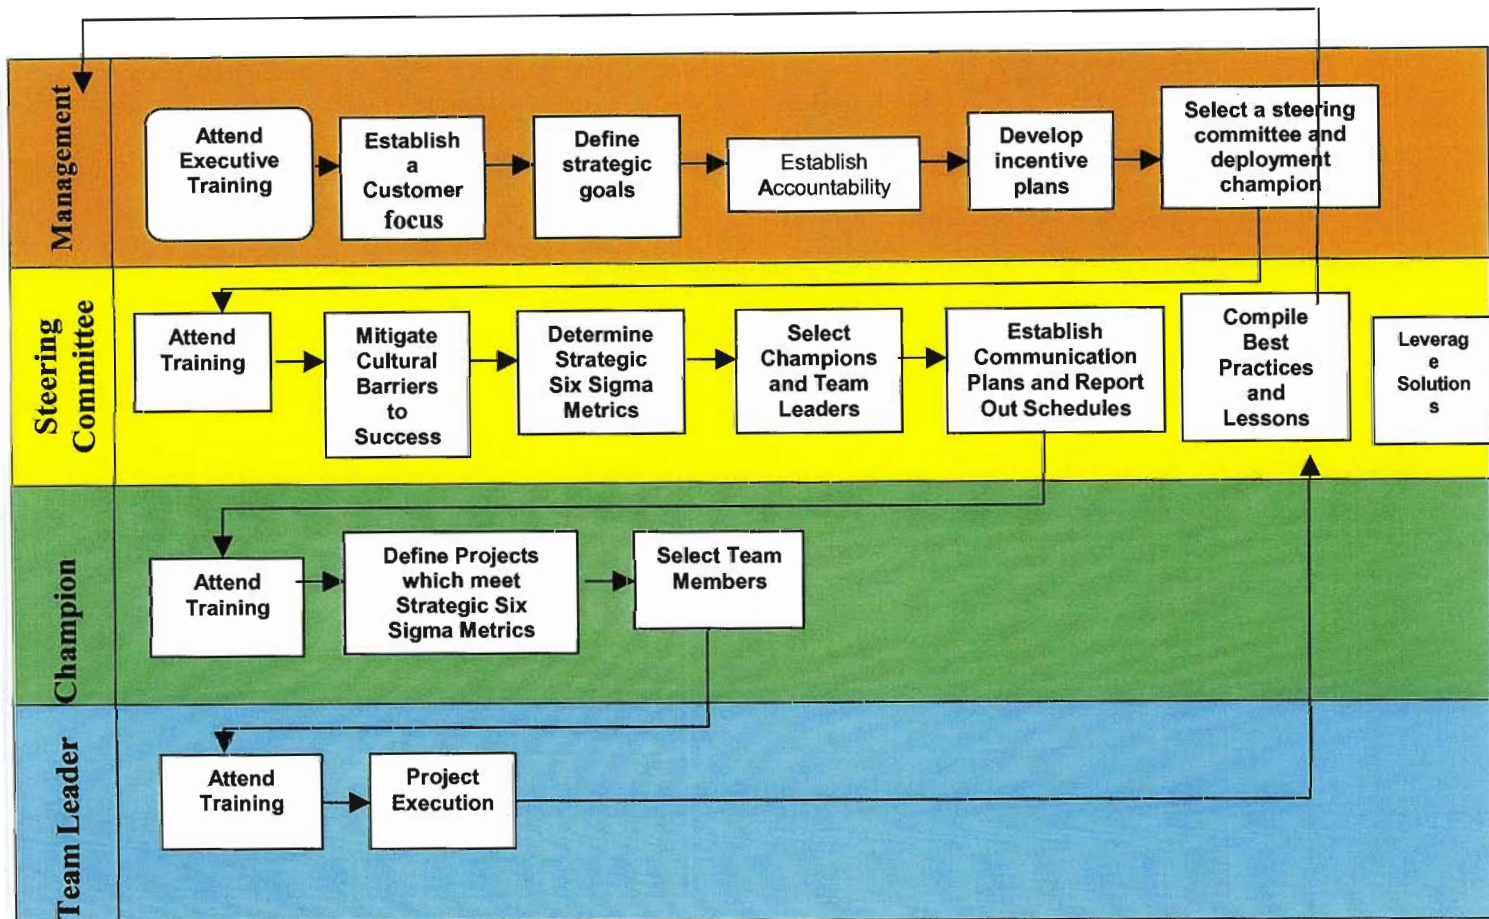 Management
Attend
Executive
Training
Establish
a
Customer
focus
Define
strategic
goals
Establish
Accountability
Develop
incentive
plans
Select a steering
committee and
deployment
champion
Steering
Committee
Attend
Training
Mitigate
Cultural
Barriers
to
Success
Determine
Strategic
Six Sigma
Metrics
Select
Champions
and Team
Leaders
Establish
Communication
Plans and Report
Out Schedules
Compile
Best
Practices
and
Lessons
Leverag
e
Solution
s
Champion
Attend
Training
Define Projects
which meet
Strategic Six
Sigma Metrics
Select Team
Members
Team Leader
Attend
Training
Project
Execution